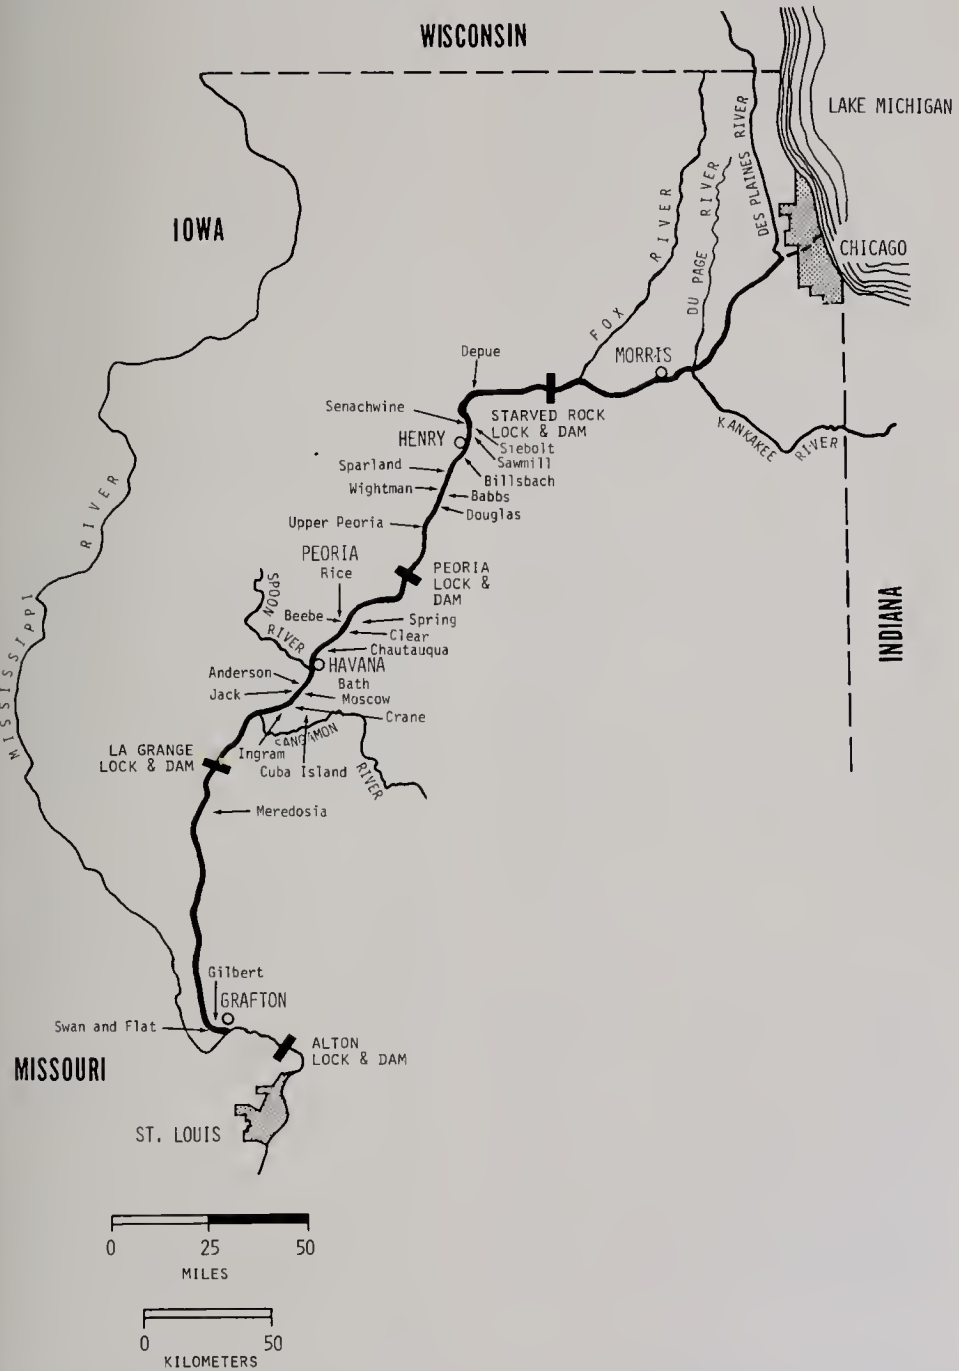 WISCONSIN
LAKE MICHIGAN
IOWA
FOX RIVER
DU PAGE RIVER
DES PLAINES RIVER
CHICAGO
Depue
MORRIS
Senachwine
STARVED ROCK
LOCK & DAM
HENRY
Siebolt
Sawmill
KANKAKEE RIVER
Sparland
Billsbach
Wightman
Babbs
Douglas
Upper Peoria
MISSISSIPPI RIVER
PEORIA
Rice
PEORIA
LOCK &
DAM
SPOON
RIVER
Beebe
Spring
Clear
Chautauqua
INDIANA
HAVANA
Anderson
Bath
Jack
Moscow
Crane
SANGAMON
RIVER
LA GRANGE
LOCK & DAM
Ingram
Cuba Island
Meredosia
Gilbert
GRAFTON
Swan and Flat
ALTON
LOCK & DAM
MISSOURI
ST. LOUIS
0 25 50
MILES
0 50
KILOMETERS